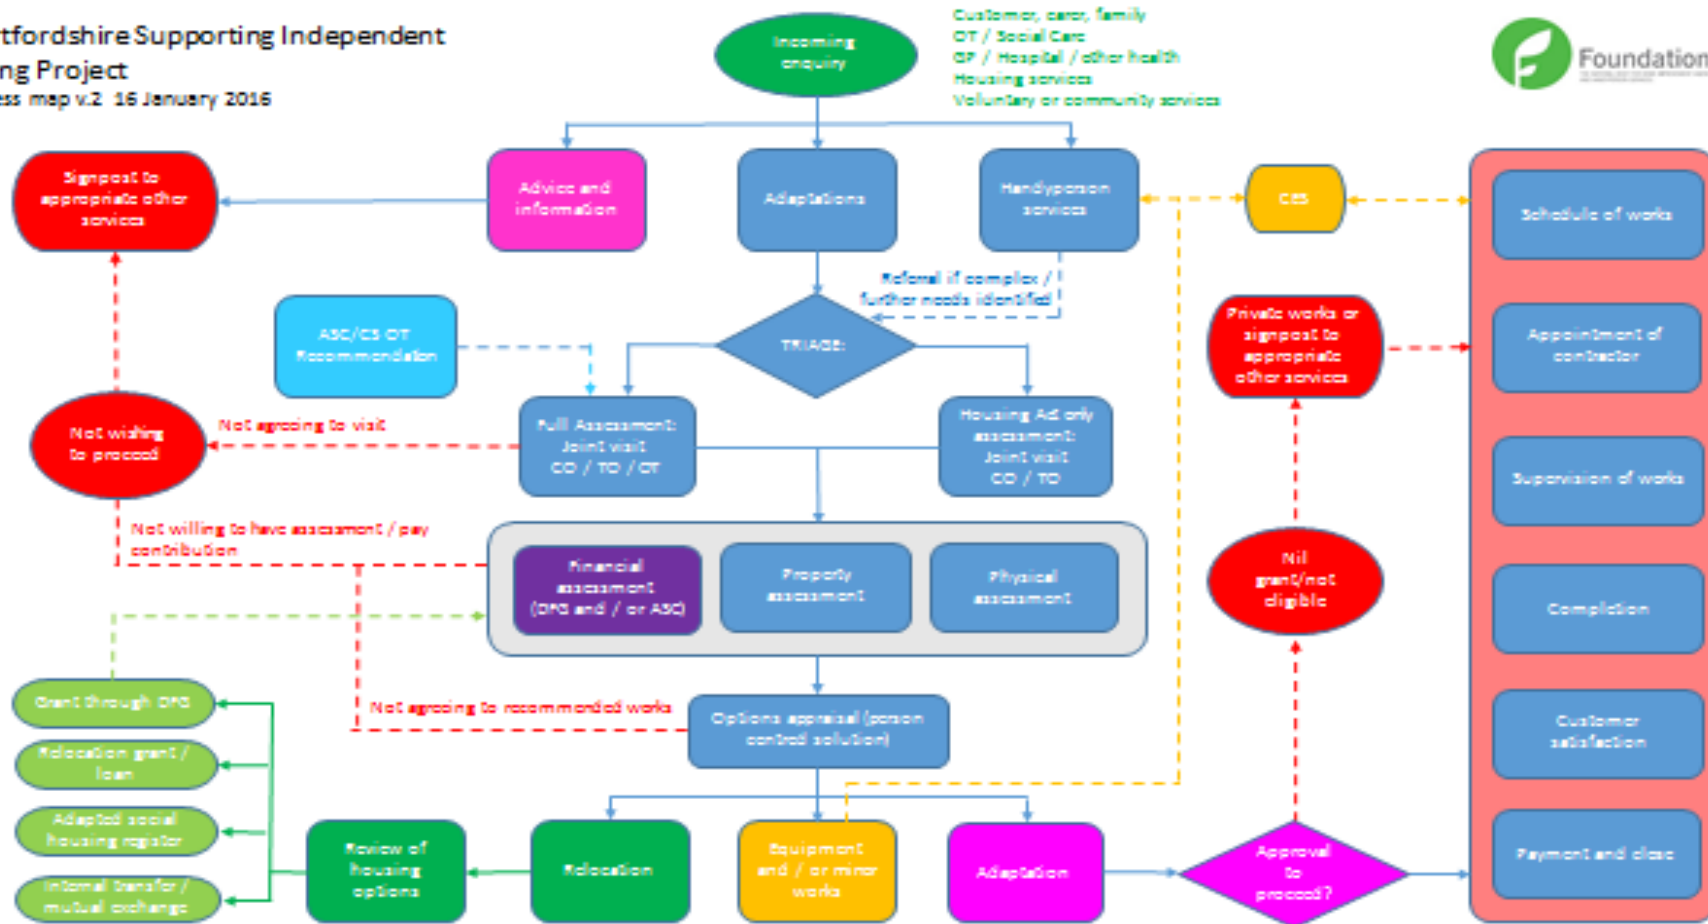 tfordshire Supporting Independent
ng Project
ess map v.2 16 January 2016
Incoming
enquiry
Customer, carer, family
OT / Social Care
GP / Hospital / other health
Housing services
Voluntary or community services
Foundation
Signpost to
appropriate other
services
Advice and
information
Adaptations
Handyperson
services
CES
Schedule of works
Referral if complex /
further needs identified
ASC/CS OT
Recommendation
TRIAGE:
Private works or
signpost to
appropriate
other services
Appointment of
contractor
Not wishing
to proceed
Not agreeing to visit
Full Assessment:
Joint visit
CO / TO / OT
Housing Act only
assessment:
Joint visit
CO / TO
Supervision of works
Not willing to have assessment / pay
contribution
Financial
assessment
(DFG and / or ASC)
Property
assessment
Physical
assessment
Nil
grant/not
eligible
Completion
Grant through DFG
Not agreeing to recommended works
Options appraisal (person
centred solution)
Customer
satisfaction
Relocation grant /
loan
Adapted social
housing register
Internal transfer /
mutual exchange
Review of
housing
options
Relocation
Equipment
and / or minor
works
Adaptation
Approval
to
proceed?
Payment and close